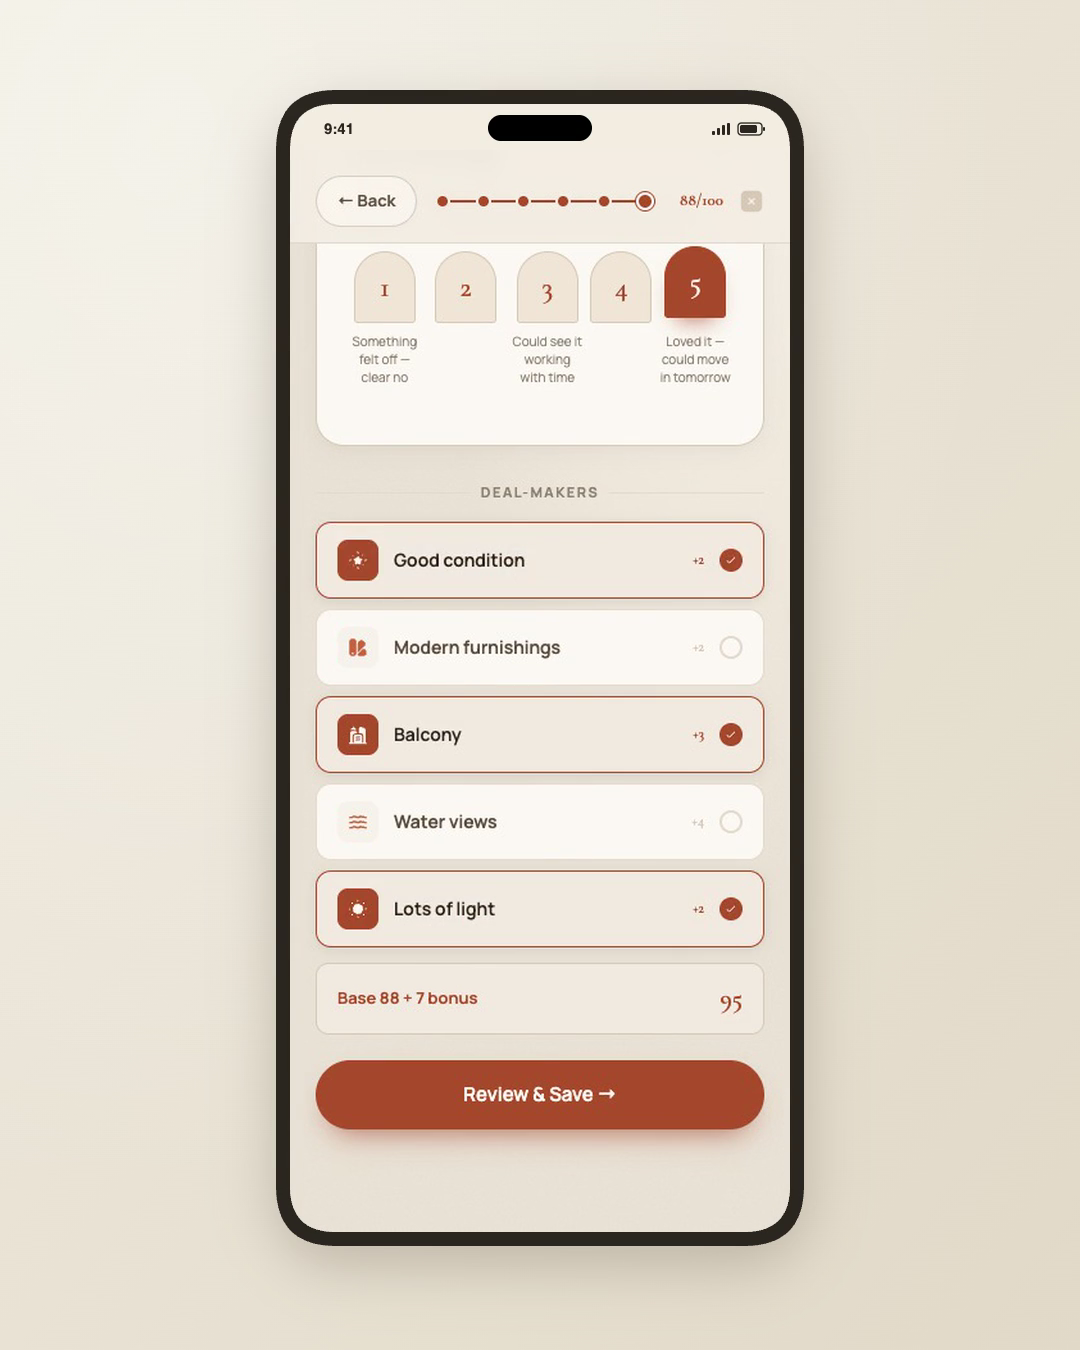 9:41
← Back
88/100
1
2
3
4
5
Something
felt off —
clear no
Could see it
working
with time
Loved it —
could move
in tomorrow
DEAL-MAKERS
Good condition
+2
Modern furnishings
+2
Balcony
+3
Water views
+4
Lots of light
+2
Base 88 + 7 bonus
95
Review & Save →